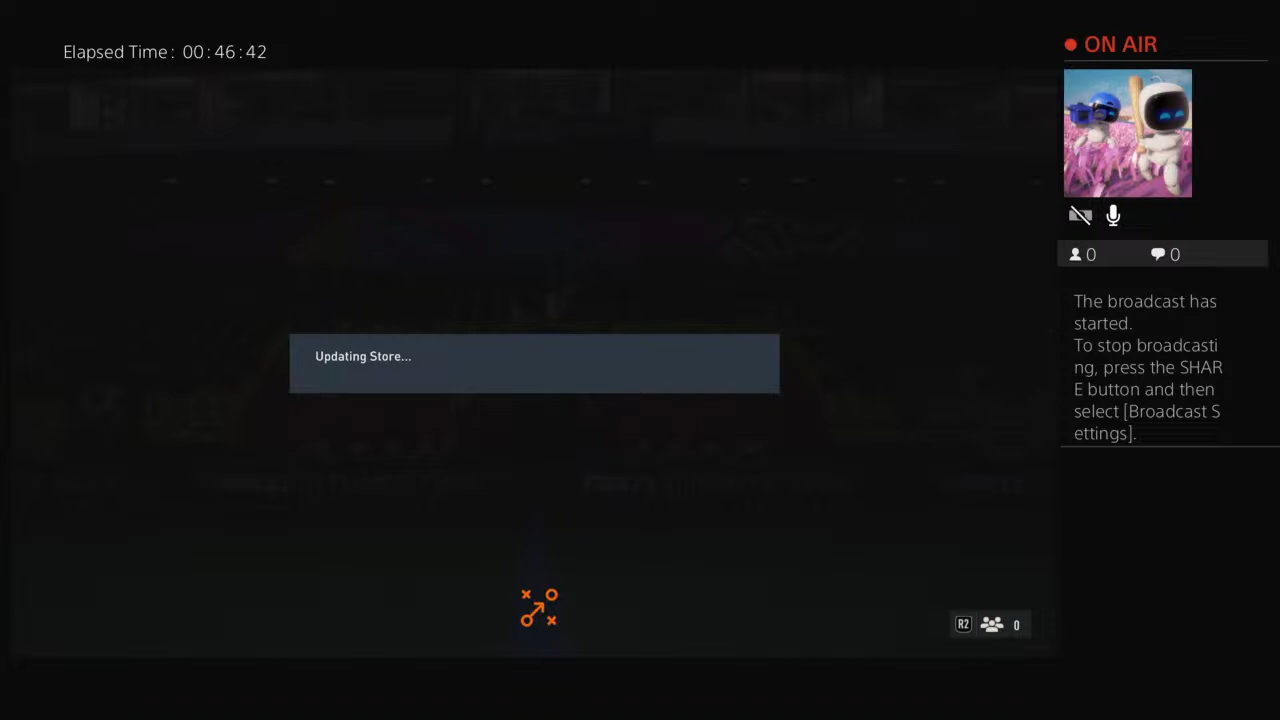 Elapsed Time: 00:46:42
ON AIR
0
0
The broadcast has
started.
To stop broadcasti
ng, press the SHAR
E button and then
select [Broadcast S
ettings].
Updating Store...
R2
0